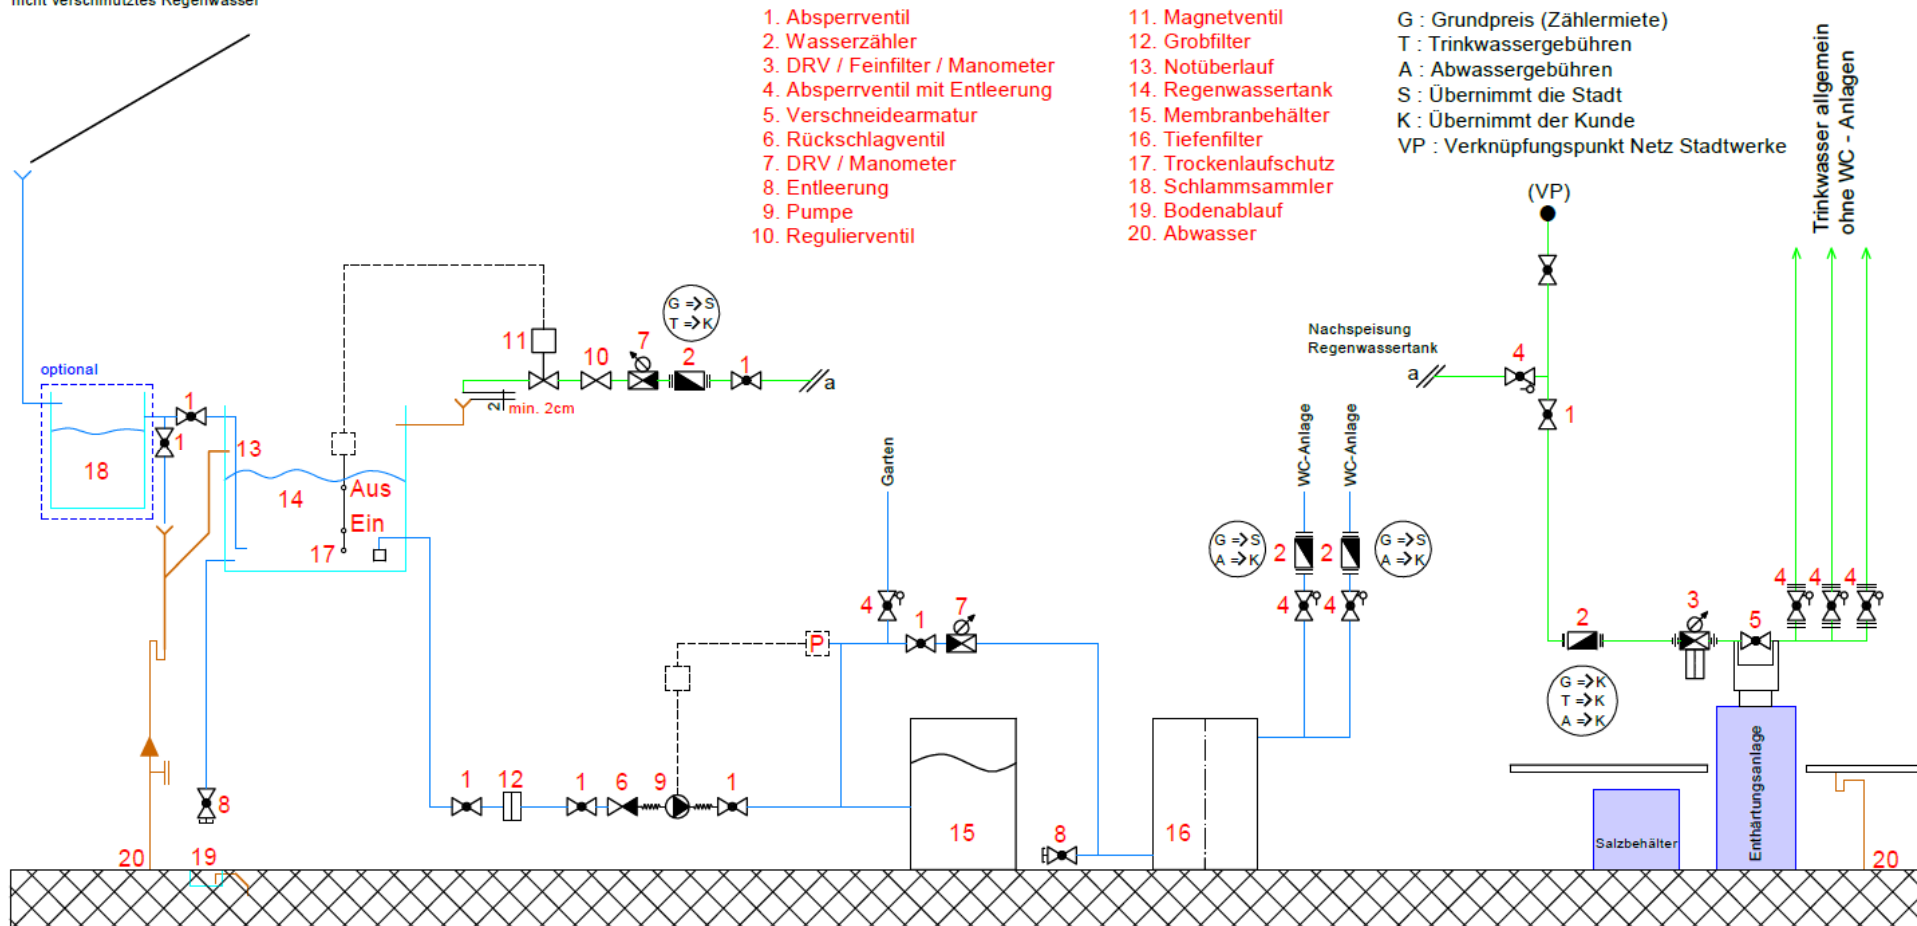 nicht verschmutztes Regenwasser
1. Absperrventil
2. Wasserzähler
3. DRV / Feinfilter / Manometer
4. Absperrventil mit Entleerung
5. Verschneidearmatur
6. Rückschlagventil
7. DRV / Manometer
8. Entleerung
9. Pumpe
10. Regulierventil
11. Magnetventil
12. Grobfilter
13. Notüberlauf
14. Regenwassertank
15. Membranbehälter
16. Tiefenfilter
17. Trockenlaufschutz
18. Schlammsammler
19. Bodenablauf
20. Abwasser
G : Grundpreis (Zählermiete)
T : Trinkwassergebühren
A : Abwassergebühren
S : Übernimmt die Stadt
K : Übernimmt der Kunde
VP : Verknüpfungspunkt Netz Stadtwerke
Trinkwasser allgemein
ohne WC - Anlagen
(VP)
G => S
T => K
11
10
7
2
1
a
2
min. 2cm
optional
1
1
13
18
14
Aus
Ein
17
Nachspeisung
Regenwassertank
a
4
1
Garten
WC-Anlage
WC-Anlage
G => S
A => K
2
2
G => S
A => K
4
4
4
1
7
P
4
4
4
2
3
5
G => K
T => K
A => K
1
12
1
6
9
1
8
15
8
16
Salzbehälter
Enthärtungsanlage
20
19
20